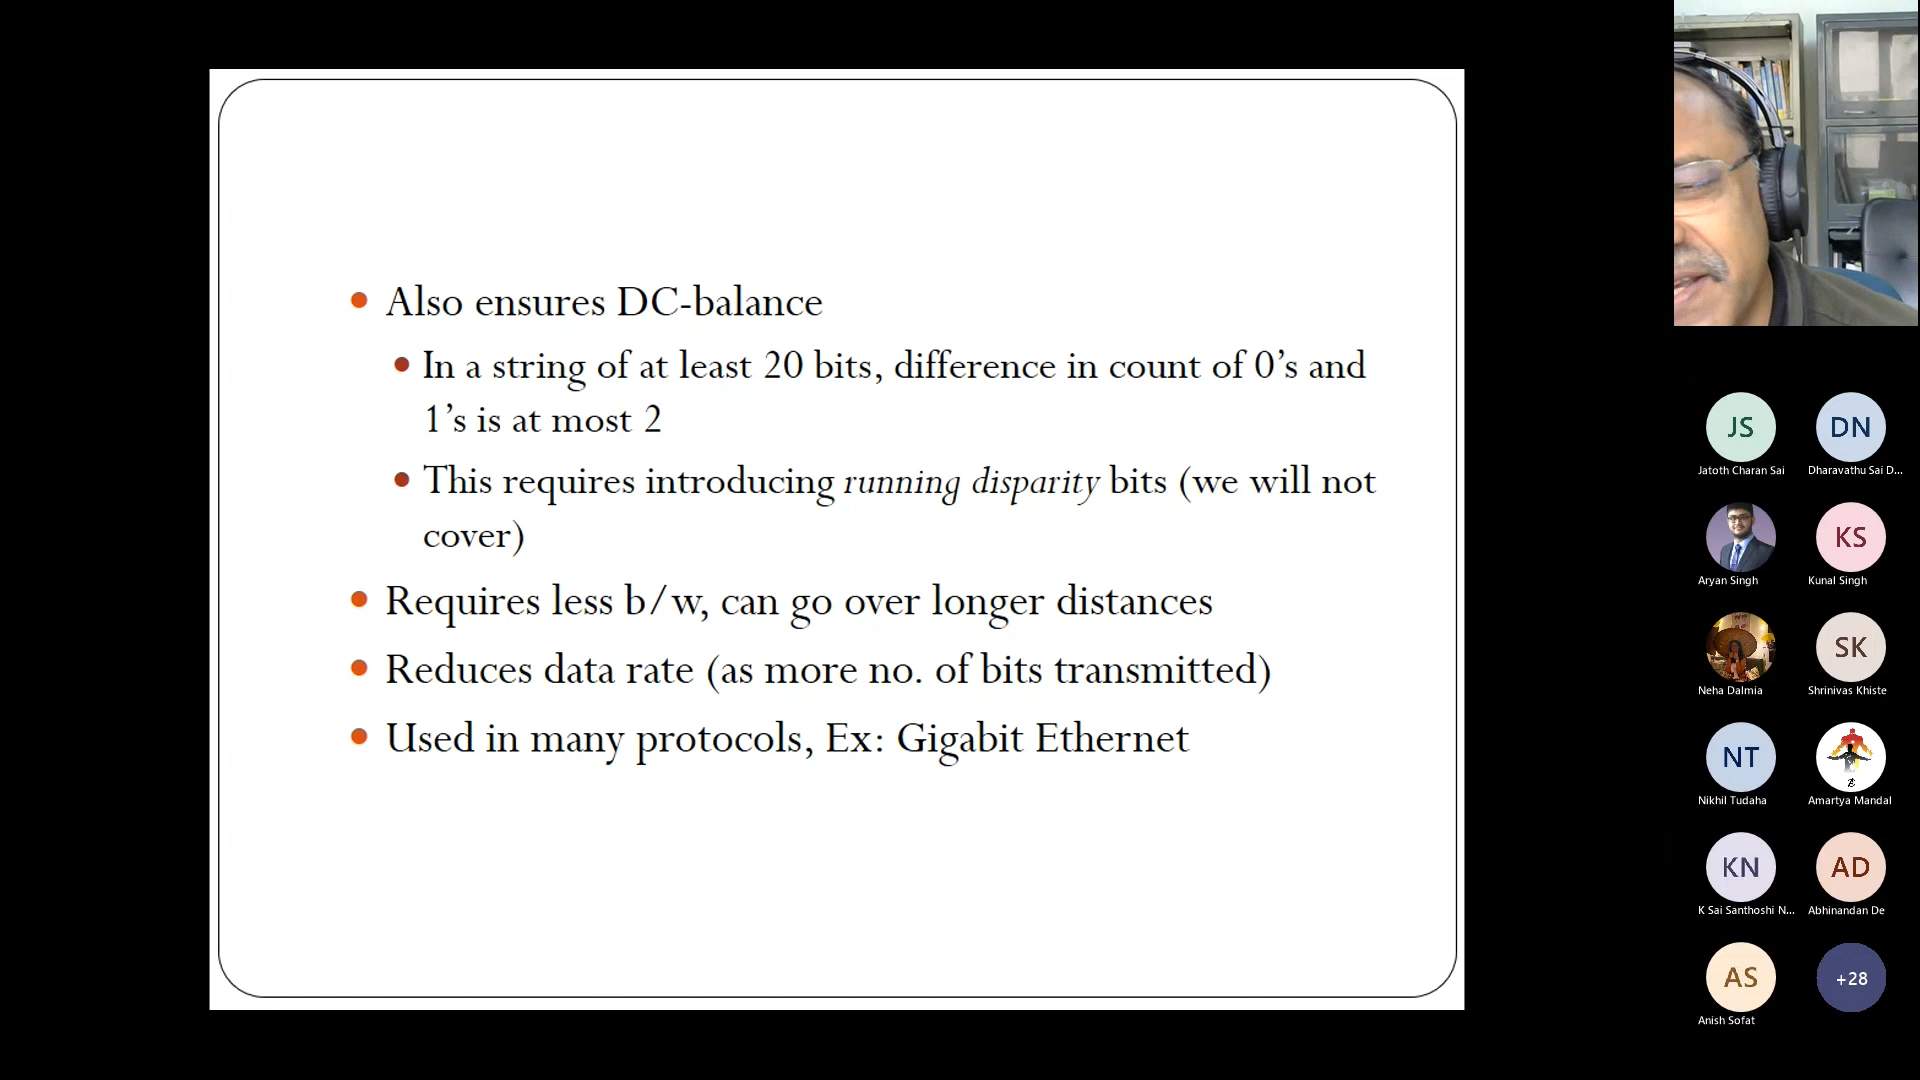 Also ensures DC-balance
In a string of at least 20 bits, difference in count of 0’s and
1’s is at most 2
This requires introducing running disparity bits (we will not
cover)
Requires less b/w, can go over longer distances
Reduces data rate (as more no. of bits transmitted)
Used in many protocols, Ex: Gigabit Ethernet
JS
DN
Jatoth Charan Sai
Dharavathu Sai D...
KS
Aryan Singh
Kunal Singh
SK
Neha Dalmia
Shrinivas Khiste
NT
Nikhil Tudaha
Amartya Mandal
KN
AD
K Sai Santhoshi N...
Abhinandan De
AS
+28
Anish Sofat